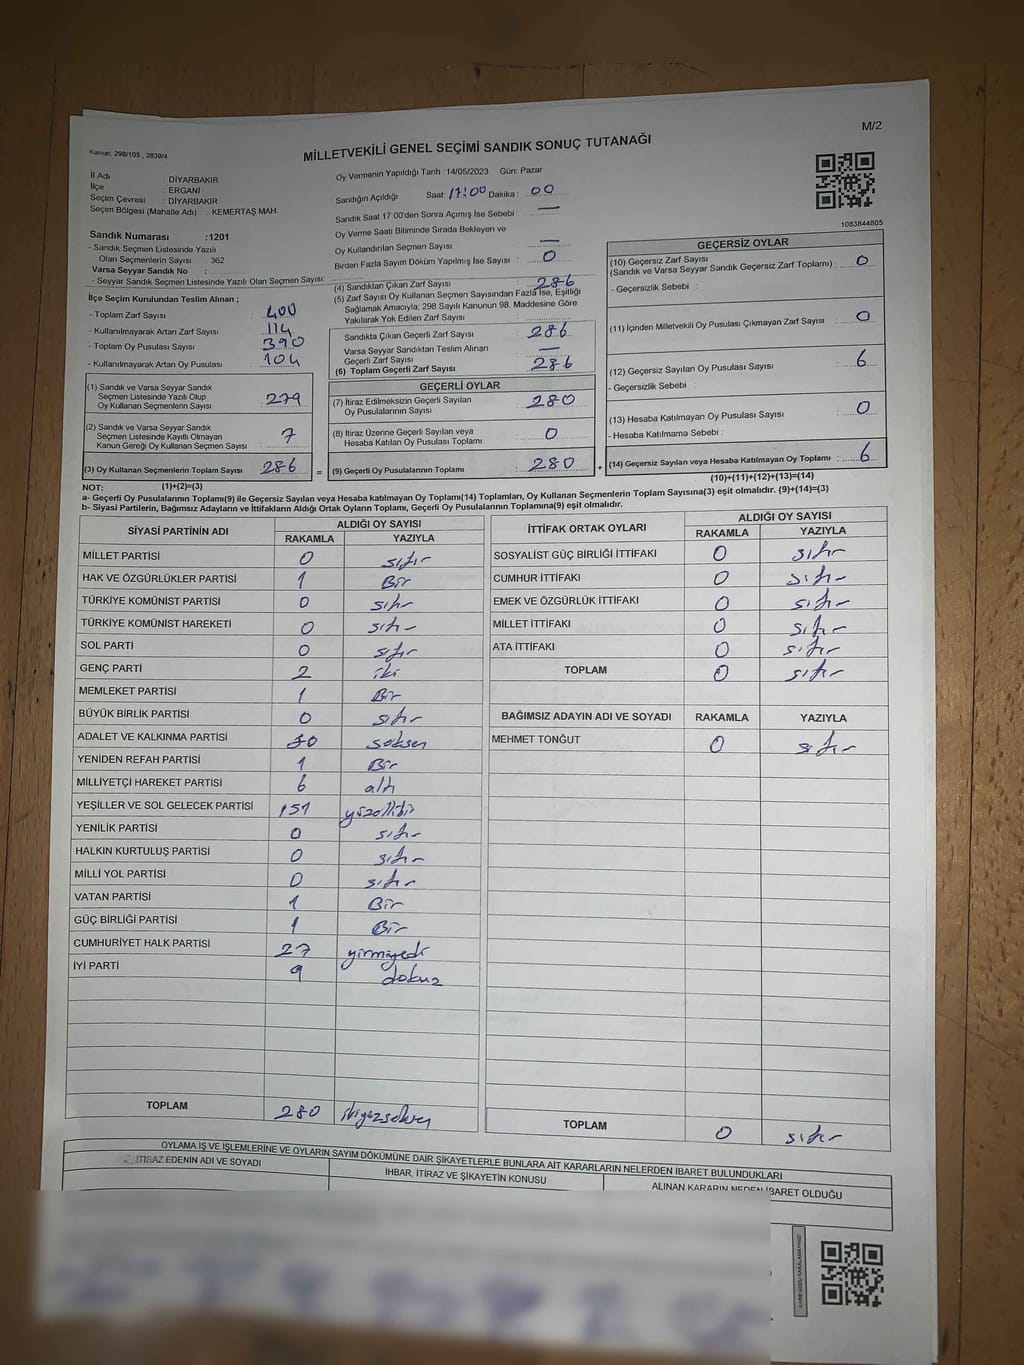 M/2
Kanun: 298/105 , 2839/4
MİLLETVEKİLİ GENEL SEÇİMİ SANDIK SONUÇ TUTANAĞI
İl Adı : DİYARBAKIR
İlçe : ERGANİ
Seçim Çevresi : DİYARBAKIR
Seçim Bölgesi (Mahalle Adı) : KEMERTAŞ MAH.
Oy Vermenin Yapıldığı Tarih : 14/05/2023 Gün: Pazar
Sandığın Açıldığı Saat: 17:00 Dakika : 00
Sandık Saat 17 00'den Sonra Açımış İse Sebebi : —
Oy Verme Saati Bitiminde Sırada Bekleyen ve
Oy Kullandırılan Seçmen Sayısı —
Birden Fazla Sayım Döküm Yapılmış İse Sayısı : 0
1083844805
Sandık Numarası :1201
- Sandık Seçmen Listesinde Yazılı
Olan Seçmenlerin Sayısı 362
Varsa Seyyar Sandık No :
- Seyyar Sandık Seçmen Listesinde Yazılı Olan Seçmen Sayısı:
İlçe Seçim Kurulundan Teslim Alınan ;
- Toplam Zarf Sayısı : 400
- Kullanılmayarak Artan Zarf Sayısı : 114
- Toplam Oy Pusulası Sayısı : 390
- Kullanılmayarak Artan Oy Pusulası : 104
(1) Sandık ve Varsa Seyyar Sandık
Seçmen Listesinde Yazılı Olup
Oy Kullanan Seçmenlerin Sayısı : 279
(2) Sandık ve Varsa Seyyar Sandık
Seçmen Listesinde Kayıtlı Olmayan
Kanun Gereği Oy Kullanan Seçmen Sayısı : 7
(3) Oy Kullanan Seçmenlerin Toplam Sayısı : 286 =
(1)+(2)=(3)
(4) Sandıktan Çıkan Zarf Sayısı : 286
(5) Zarf Sayısı Oy Kullanan Seçmen Sayısından Fazla İse, Eşitliği
Sağlamak Amacıyla; 298 Sayılı Kanunun 98. Maddesine Göre
Yakılarak Yok Edilen Zarf Sayısı :
Sandıkta Çıkan Geçerli Zarf Sayısı : 286
Varsa Seyyar Sandıktan Teslim Alınan
Geçerli Zarf Sayısı : —
(6) Toplam Geçerli Zarf Sayısı : 286
GEÇERLİ OYLAR
(7) İtiraz Edilmeksizin Geçerli Sayılan
Oy Pusulalarının Sayısı : 280
(8) İtiraz Üzerine Geçerli Sayılan veya
Hesaba Katılan Oy Pusulası Toplamı : 0
(9) Geçerli Oy Pusulalarının Toplamı : 280 +
GEÇERSİZ OYLAR
(10) Geçersiz Zarf Sayısı
(Sandık ve Varsa Seyyar Sandık Geçersiz Zarf Toplamı) : 0
- Geçersizlik Sebebi :
(11) İçinden Milletvekili Oy Pusulası Çıkmayan Zarf Sayısı : 0
(12) Geçersiz Sayılan Oy Pusulası Sayısı : 6
- Geçersizlik Sebebi :
(13) Hesaba Katılmayan Oy Pusulası Sayısı : 0
- Hesaba Katılmama Sebebi :
(14) Geçersiz Sayılan veya Hesaba Katılmayan Oy Toplamı : 6
(10)+(11)+(12)+(13)=(14)
NOT:
a- Geçerli Oy Pusulalarının Toplamı(9) ile Geçersiz Sayılan veya Hesaba katılmayan Oy Toplamı(14) Toplamları, Oy Kullanan Seçmenlerin Toplam Sayısına(3) eşit olmalıdır. (9)+(14)=(3)
b- Siyasi Partilerin, Bağımsız Adayların ve İttifakların Aldığı Ortak Oyların Toplamı, Geçerli Oy Pusulalarının Toplamına(9) eşit olmalıdır.
SİYASİ PARTİNİN ADI ALDIĞI OY SAYISI
RAKAMLA YAZIYLA
MİLLET PARTİSİ 0 sıfır
HAK VE ÖZGÜRLÜKLER PARTİSİ 1 Bir
TÜRKİYE KOMÜNİST PARTİSİ 0 sıfır
TÜRKİYE KOMÜNİST HAREKETİ 0 sıfır
SOL PARTİ 0 sıfır
GENÇ PARTİ 2 iki
MEMLEKET PARTİSİ 1 Bir
BÜYÜK BİRLİK PARTİSİ 0 sıfır
ADALET VE KALKINMA PARTİSİ 80 seksen
YENİDEN REFAH PARTİSİ 1 Bir
MİLLİYETÇİ HAREKET PARTİSİ 6 altı
YEŞİLLER VE SOL GELECEK PARTİSİ 151 yüzellibir
YENİLİK PARTİSİ 0 sıfır
HALKIN KURTULUŞ PARTİSİ 0 sıfır
MİLLİ YOL PARTİSİ 0 sıfır
VATAN PARTİSİ 1 Bir
GÜÇ BİRLİĞİ PARTİSİ 1 Bir
CUMHURİYET HALK PARTİSİ 27 yirmiyedi
İYİ PARTİ 9 dokuz
TOPLAM 280 ikiyüzseksen
İTTİFAK ORTAK OYLARI ALDIĞI OY SAYISI
RAKAMLA YAZIYLA
SOSYALİST GÜÇ BİRLİĞİ İTTİFAKI 0 sıfır
CUMHUR İTTİFAKI 0 sıfır
EMEK VE ÖZGÜRLÜK İTTİFAKI 0 sıfır
MİLLET İTTİFAKI 0 sıfır
ATA İTTİFAKI 0 sıfır
TOPLAM 0 sıfır
BAĞIMSIZ ADAYIN ADI VE SOYADI RAKAMLA YAZIYLA
MEHMET TONĞUT 0 sıfır
TOPLAM 0 sıfır
OYLAMA İŞ VE İŞLEMLERİNE VE OYLARIN SAYIM DÖKÜMÜNE DAİR ŞİKAYETLERLE BUNLARA AİT KARARLARIN NELERDEN İBARET BULUNDUKLARI
İTİRAZ EDENİN ADI VE SOYADI
İHBAR, İTİRAZ VE ŞİKAYETİN KONUSU
ALINAN KARARIN NEDEN İBARET OLDUĞU